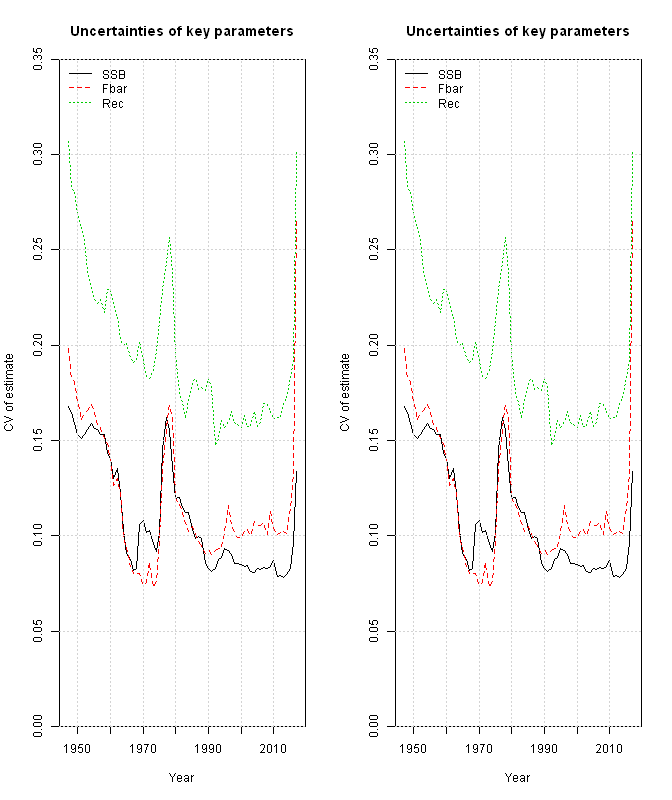 Uncertainties of key parameters
SSB
Fbar
Rec
CV of estimate
0.00
0.05
0.10
0.15
0.20
0.25
0.30
0.35
1950
1970
1990
2010
Year
Uncertainties of key parameters
SSB
Fbar
Rec
CV of estimate
0.00
0.05
0.10
0.15
0.20
0.25
0.30
0.35
1950
1970
1990
2010
Year